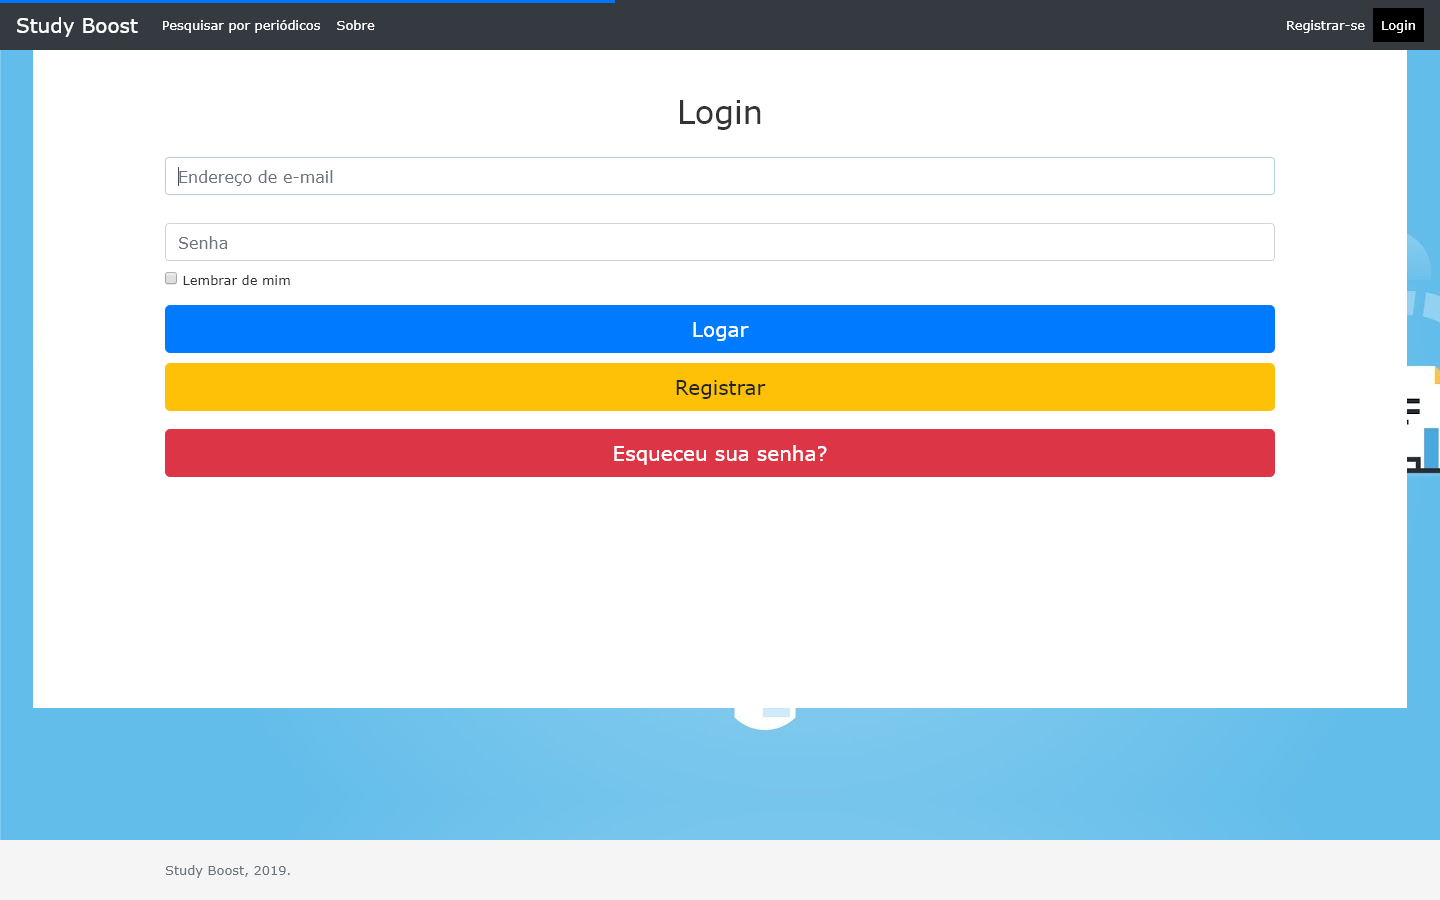 Study Boost Pesquisar por periódicos Sobre Registrar-se Login
Login
Endereço de e-mail
Senha
Lembrar de mim
Logar
Registrar
Esqueceu sua senha?
Study Boost, 2019.